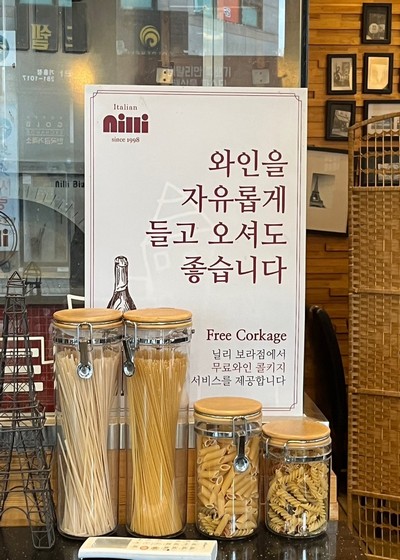 Italian
nilli
since 1998
와인을
자유롭게
들고 오셔도
좋습니다
Free Corkage
닐리 보라점에서
무료와인 콜키지
서비스를 제공합니다